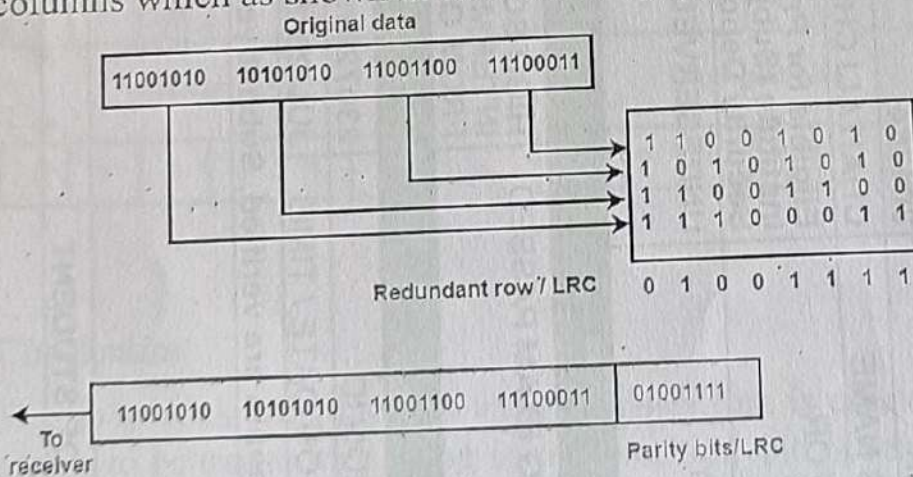 columns which as
Original data
11001010 10101010 11001100 11100011
1 1 0 0 1 0 1 0
1 0 1 0 1 0 1 0
1 1 0 0 1 1 0 0
1 1 1 0 0 0 1 1
Redundant row / LRC 0 1 0 0 1 1 1 1
11001010 10101010 11001100 11100011 01001111
To
receiver
Parity bits/LRC